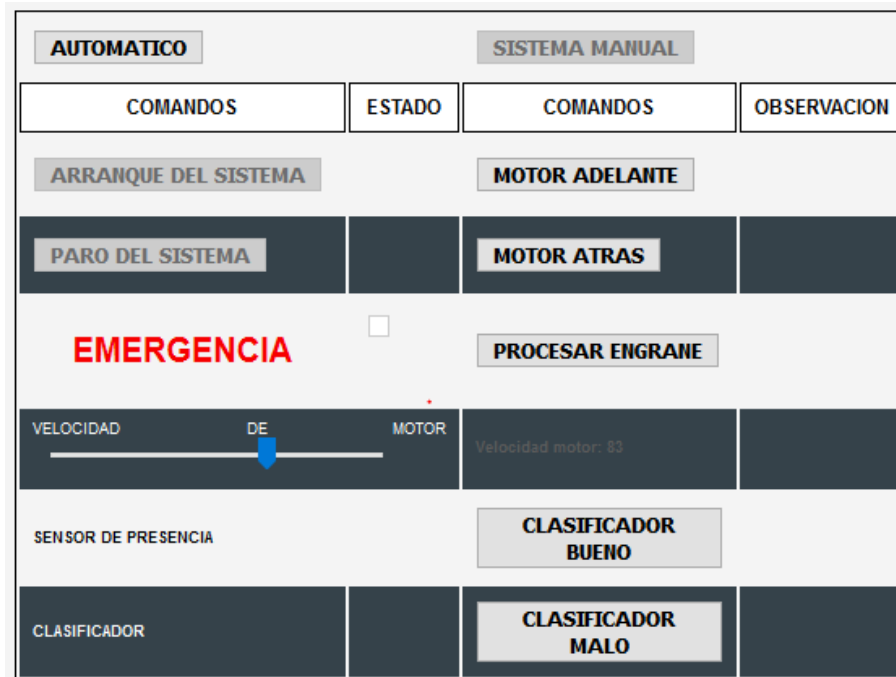 AUTOMATICO
SISTEMA MANUAL
COMANDOS
ESTADO
COMANDOS
OBSERVACION
ARRANQUE DEL SISTEMA
MOTOR ADELANTE
PARO DEL SISTEMA
MOTOR ATRAS
EMERGENCIA
PROCESAR ENGRANE
*
VELOCIDAD DE MOTOR
Velocidad motor: 83
SENSOR DE PRESENCIA
CLASIFICADOR
BUENO
CLASIFICADOR
CLASIFICADOR
MALO